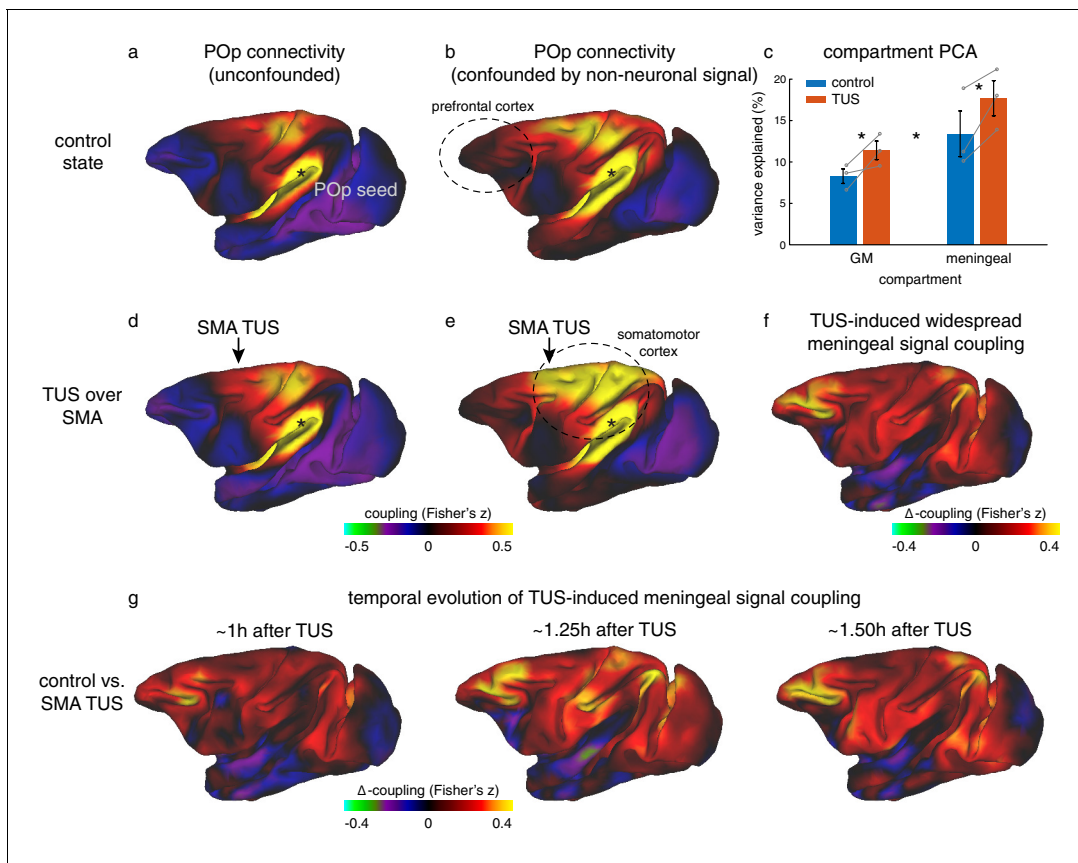 a
POp connectivity
(unconfounded)
b
POp connectivity
(confounded by non-neuronal signal)
c
compartment PCA
control state
prefrontal cortex
*
POp seed
*
variance explained (%)
20
15
10
5
0
control
TUS
*
*
*
GM
meningeal
compartment
d
SMA TUS
e
SMA TUS
somatomotor
cortex
f
TUS-induced widespread
meningeal signal coupling
TUS over
SMA
*
*
coupling (Fisher's z)
-0.5
0
0.5
Δ-coupling (Fisher's z)
-0.4
0
0.4
g
temporal evolution of TUS-induced meningeal signal coupling
~1h after TUS
~1.25h after TUS
~1.50h after TUS
control vs.
SMA TUS
Δ-coupling (Fisher's z)
-0.4
0
0.4